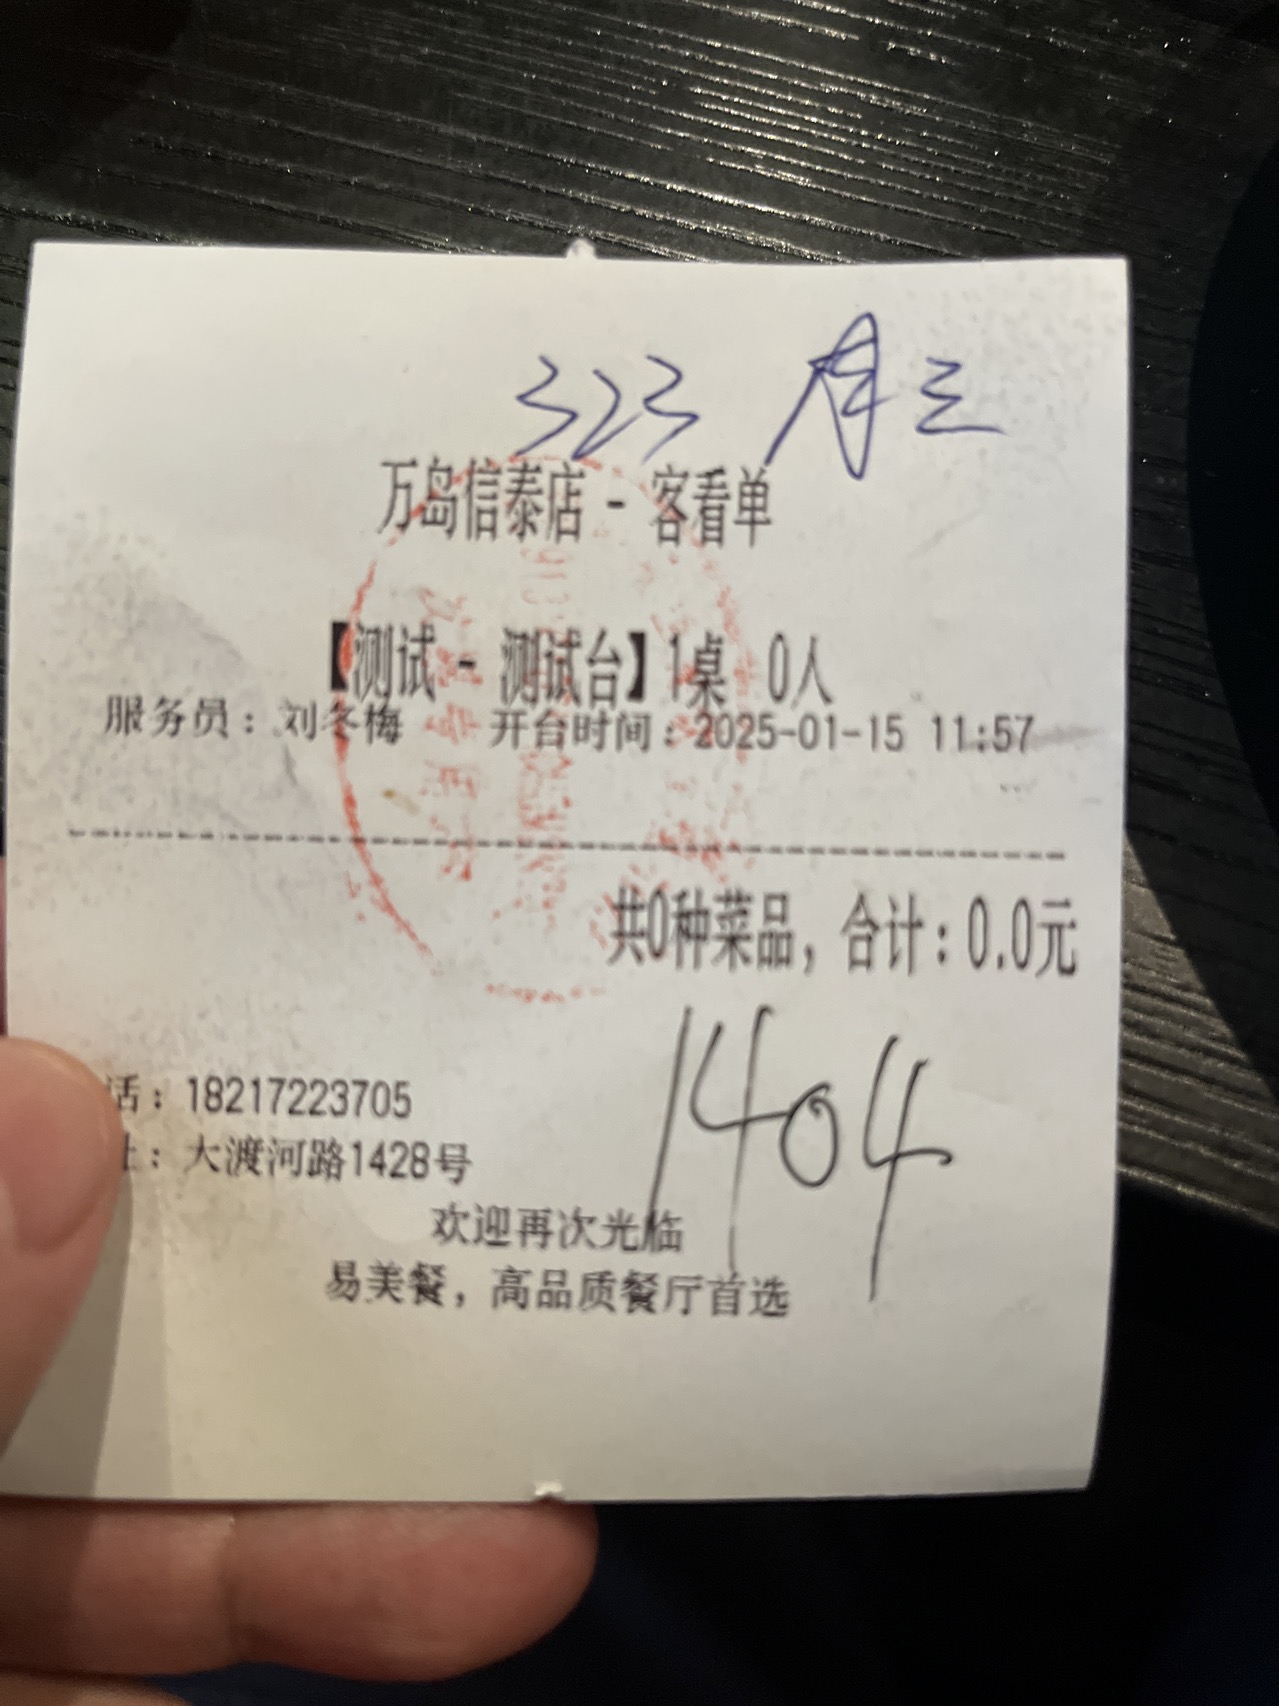 323 周三
万岛信泰店 - 客看单
【测试 - 测试台】1桌 0人
服务员：刘冬梅 开台时间：2025-01-15 11:57
共0种菜品，合计：0.0元
1404
话：18217223705
址：大渡河路1428号
欢迎再次光临
易美餐，高品质餐厅首选